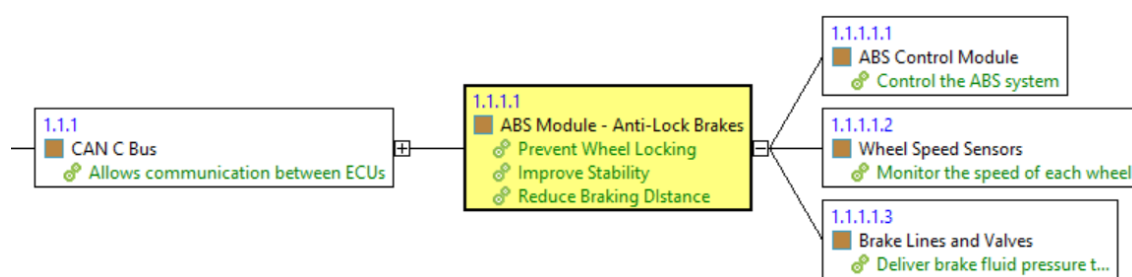 1.1.1
CAN C Bus
Allows communication between ECUs
1.1.1.1
ABS Module - Anti-Lock Brakes
Prevent Wheel Locking
Improve Stability
Reduce Braking DIstance
1.1.1.1.1
ABS Control Module
Control the ABS system
1.1.1.1.2
Wheel Speed Sensors
Monitor the speed of each wheel
1.1.1.1.3
Brake Lines and Valves
Deliver brake fluid pressure t...